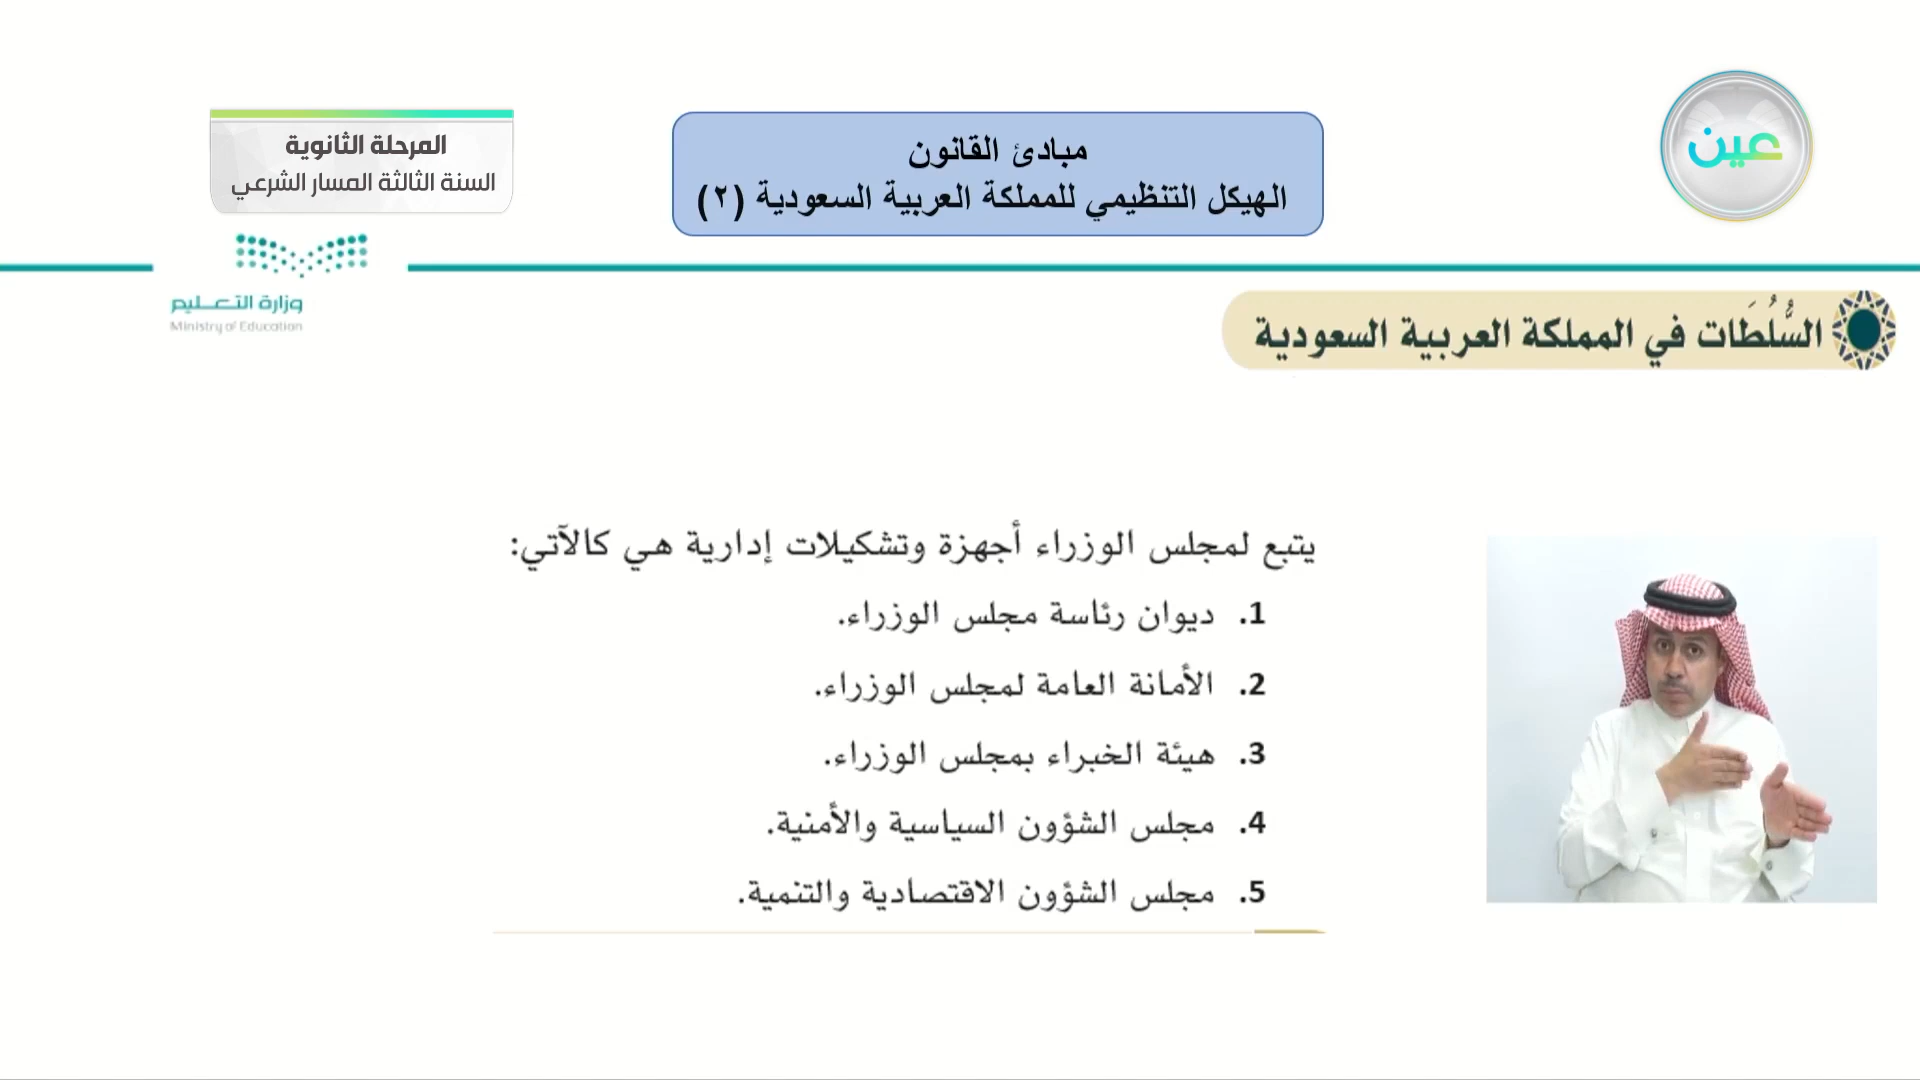 عين
مبادئ القانون
الهيكل التنظيمي للمملكة العربية السعودية (٢)
المرحلة الثانوية
السنة الثالثة المسار الشرعي
وزارة التعليم
Ministry of Education
السُّلُطَات في المملكة العربية السعودية
يتبع لمجلس الوزراء أجهزة وتشكيلات إدارية هي كالآتي:
1. ديوان رئاسة مجلس الوزراء.
2. الأمانة العامة لمجلس الوزراء.
3. هيئة الخبراء بمجلس الوزراء.
4. مجلس الشؤون السياسية والأمنية.
5. مجلس الشؤون الاقتصادية والتنمية.